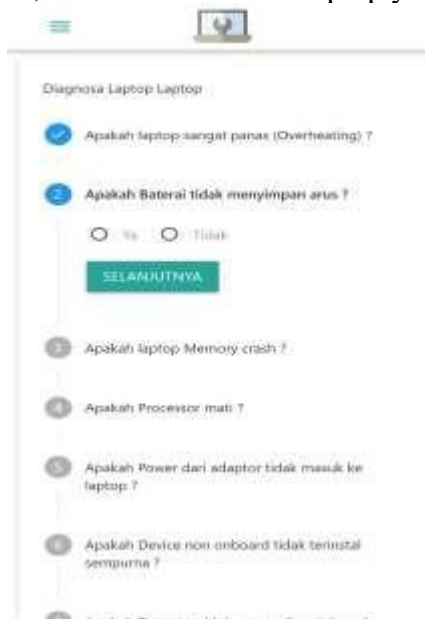 Diagnosa Laptop Laptop
Apakah laptop sangat panas (Overheating) ?
2
Apakah Baterai tidak menyimpan arus ?
Ya
Tidak
SELANJUTNYA
3
Apakah laptop Memory crash ?
4
Apakah Processor mati ?
5
Apakah Power dari adaptor tidak masuk ke
laptop ?
6
Apakah Device non onboard tidak terinstal
sempurna ?